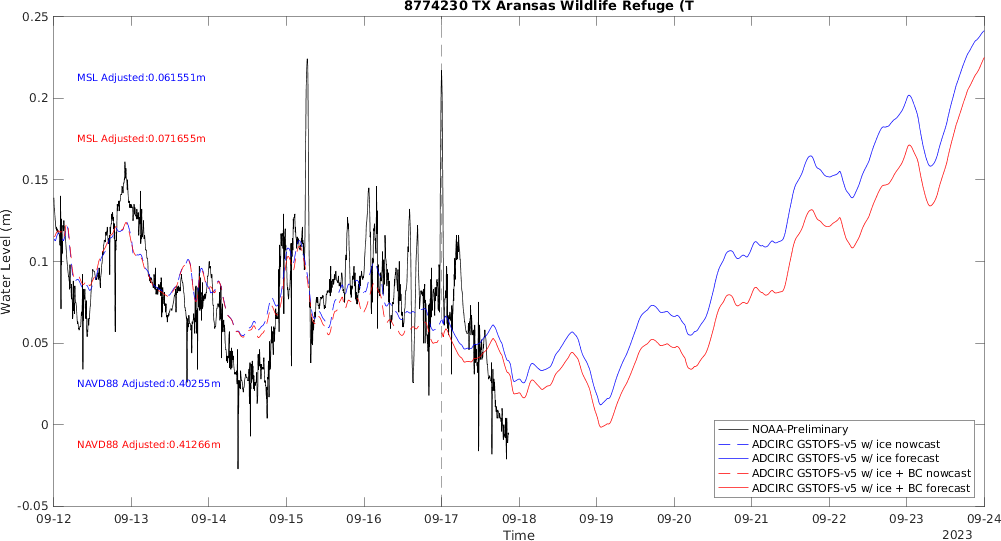 8774230 TX Aransas Wildlife Refuge (T
0.25
0.2
0.15
0.1
0.05
0
-0.05
Water Level (m)
MSL Adjusted:0.061551m
MSL Adjusted:0.071655m
NAVD88 Adjusted:0.40255m
NAVD88 Adjusted:0.41266m
NOAA-Preliminary
ADCIRC GSTOFS-v5 w/ ice nowcast
ADCIRC GSTOFS-v5 w/ ice forecast
ADCIRC GSTOFS-v5 w/ ice + BC nowcast
ADCIRC GSTOFS-v5 w/ ice + BC forecast
09-12 09-13 09-14 09-15 09-16 09-17 09-18 09-19 09-20 09-21 09-22 09-23 09-24
Time
2023